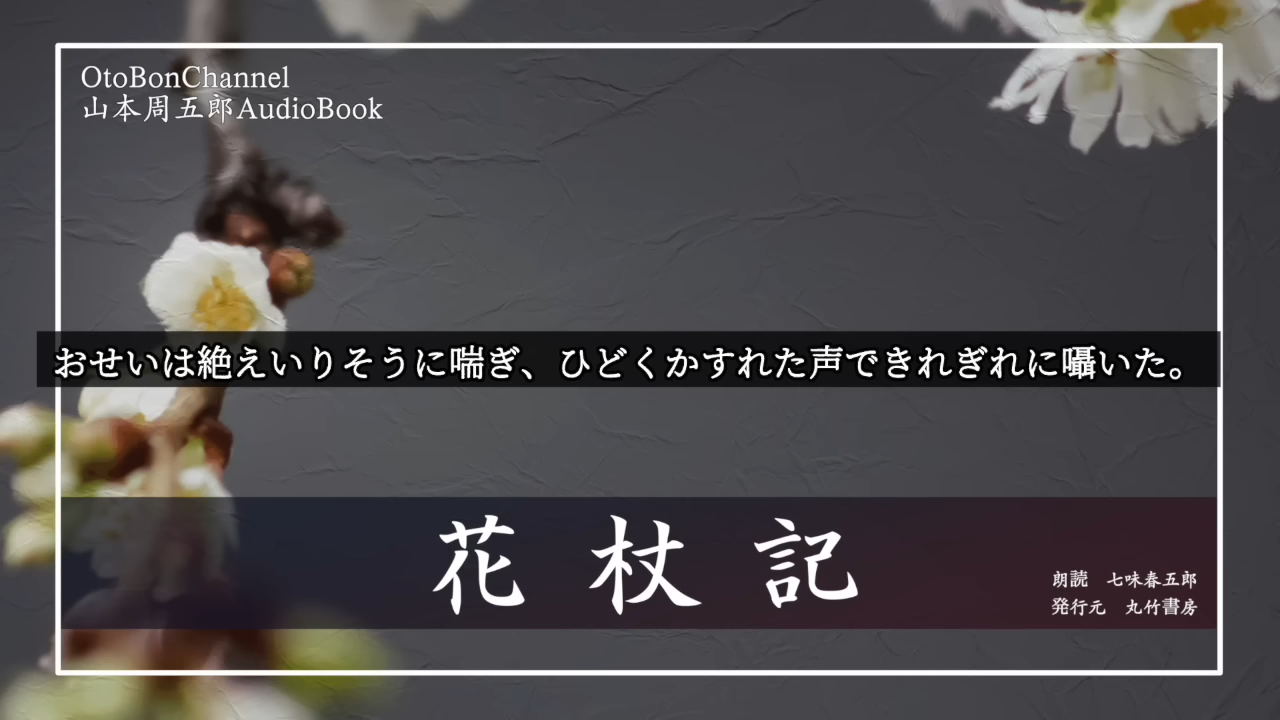 OtoBonChannel
山本周五郎AudioBook
おせいは絶えいりそうに喘ぎ、ひどくかすれた声できれぎれに囁いた。
花杖記
朗読　七味春五郎
発行元　丸竹書房